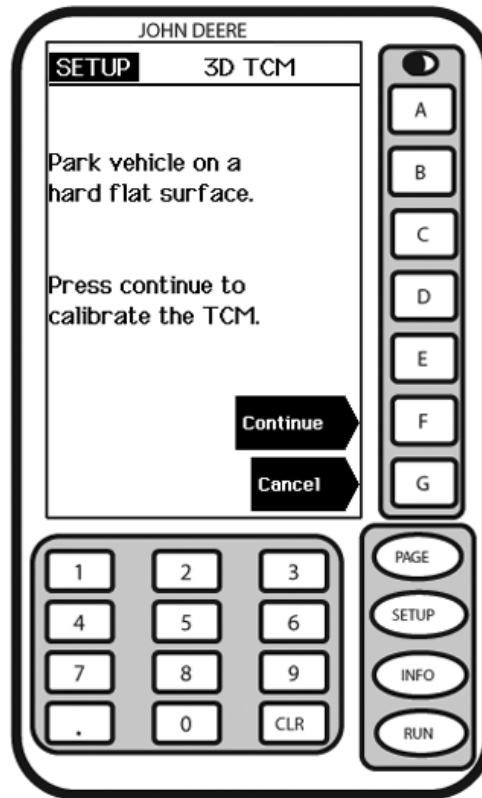 JOHN DEERE
SETUP 3D TCM
Park vehicle on a
hard flat surface.
Press continue to
calibrate the TCM.
Continue
Cancel
A
B
C
D
E
F
G
1 2 3
4 5 6
7 8 9
. 0 CLR
PAGE
SETUP
INFO
RUN